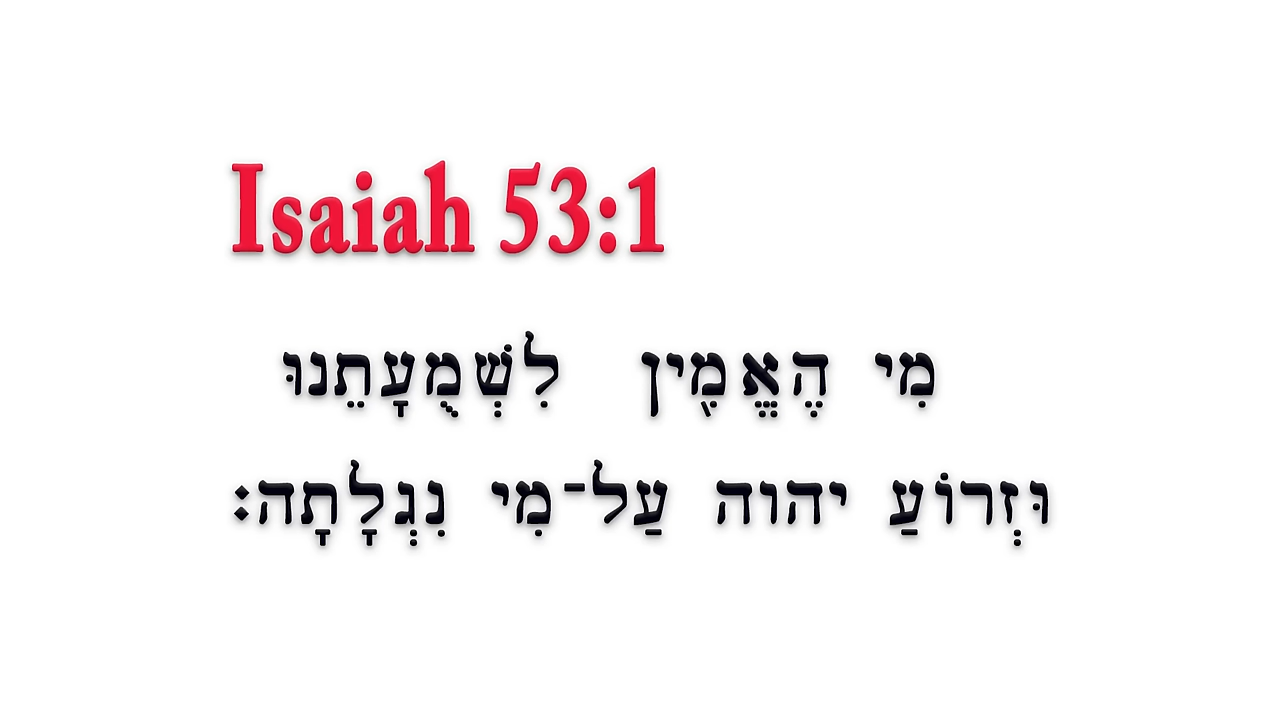 Isaiah 53:1
מִי הֶאֱמִ֖ין לִשְׁמֻעָתֵנוּ
וּזְרוֹעַ יהוה עַל־מִי נִגְלָתָה׃